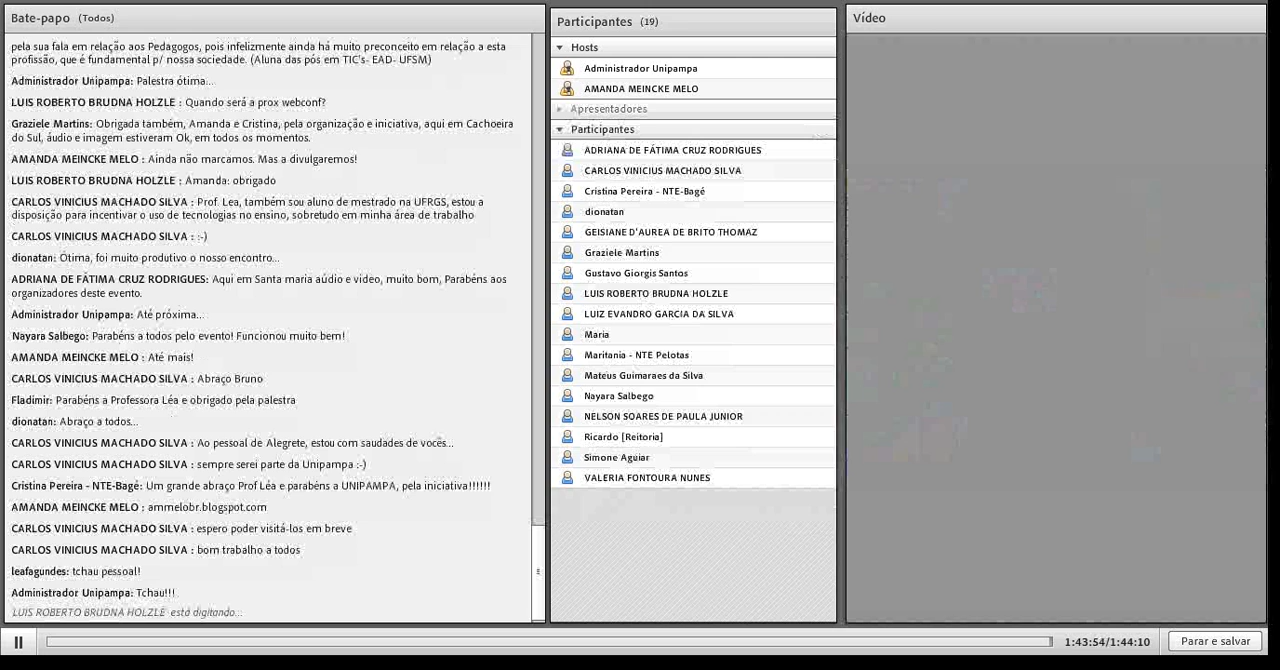 Bate-papo (Todos)
pela sua fala em relação aos Pedagogos, pois infelizmente ainda há muito preconceito em relação a esta
profissão, que é fundamental p/ nossa sociedade. (Aluna das pós em TIC's- EAD- UFSM)
Administrador Unipampa: Palestra ótima...
LUIS ROBERTO BRUDNA HOLZLE : Quando será a prox webconf?
Graziele Martins: Obrigada também, Amanda e Cristina, pela organização e iniciativa, aqui em Cachoeira
do Sul, áudio e imagem estiveram Ok, em todos os momentos.
AMANDA MEINCKE MELO : Ainda não marcamos. Mas a divulgaremos!
LUIS ROBERTO BRUDNA HOLZLE : Amanda: obrigado
CARLOS VINICIUS MACHADO SILVA : Prof. Lea, também sou aluno de mestrado na UFRGS, estou a
disposição para incentivar o uso de tecnologias no ensino, sobretudo em minha área de trabalho
CARLOS VINICIUS MACHADO SILVA : :-)
dionatan: Ótima, foi muito produtivo o nosso encontro...
ADRIANA DE FÁTIMA CRUZ RODRIGUES: Aqui em Santa maria aúdio e video, muito bom, Parabéns aos
organizadores deste evento.
Administrador Unipampa: Até próxima...
Nayara Salbego: Parabéns a todos pelo evento! Funcionou muito bem!
AMANDA MEINCKE MELO : Até mais!
CARLOS VINICIUS MACHADO SILVA : Abraço Bruno
Fladimir: Parabéns a Professora Léa e obrigado pela palestra
dionatan: Abraço a todos...
CARLOS VINICIUS MACHADO SILVA : Ao pessoal de Alegrete, estou com saudades de vocês...
CARLOS VINICIUS MACHADO SILVA : sempre serei parte da Unipampa :-)
Cristina Pereira - NTE-Bagé: Um grande abraço Prof Léa e parabéns a UNIPAMPA, pela iniciativa!!!!!!
AMANDA MEINCKE MELO : ammelobr.blogspot.com
CARLOS VINICIUS MACHADO SILVA : espero poder visitá-los em breve
CARLOS VINICIUS MACHADO SILVA : bom trabalho a todos
leafagundes: tchau pessoal!
Administrador Unipampa: Tchau!!!
LUIS ROBERTO BRUDNA HOLZLE está digitando...
Participantes (19)
Hosts
Administrador Unipampa
AMANDA MEINCKE MELO
Apresentadores
Participantes
ADRIANA DE FÁTIMA CRUZ RODRIGUES
CARLOS VINICIUS MACHADO SILVA
Cristina Pereira - NTE-Bagé
dionatan
GEISIANE D'AUREA DE BRITO THOMAZ
Graziele Martins
Gustavo Giorgis Santos
LUIS ROBERTO BRUDNA HOLZLE
LUIZ EVANDRO GARCIA DA SILVA
Maria
Maritania - NTE Pelotas
Mateus Guimaraes da Silva
Nayara Salbego
NELSON SOARES DE PAULA JUNIOR
Ricardo [Reitoria]
Simone Aguiar
VALERIA FONTOURA NUNES
Vídeo
1:43:54/1:44:10
Parar e salvar